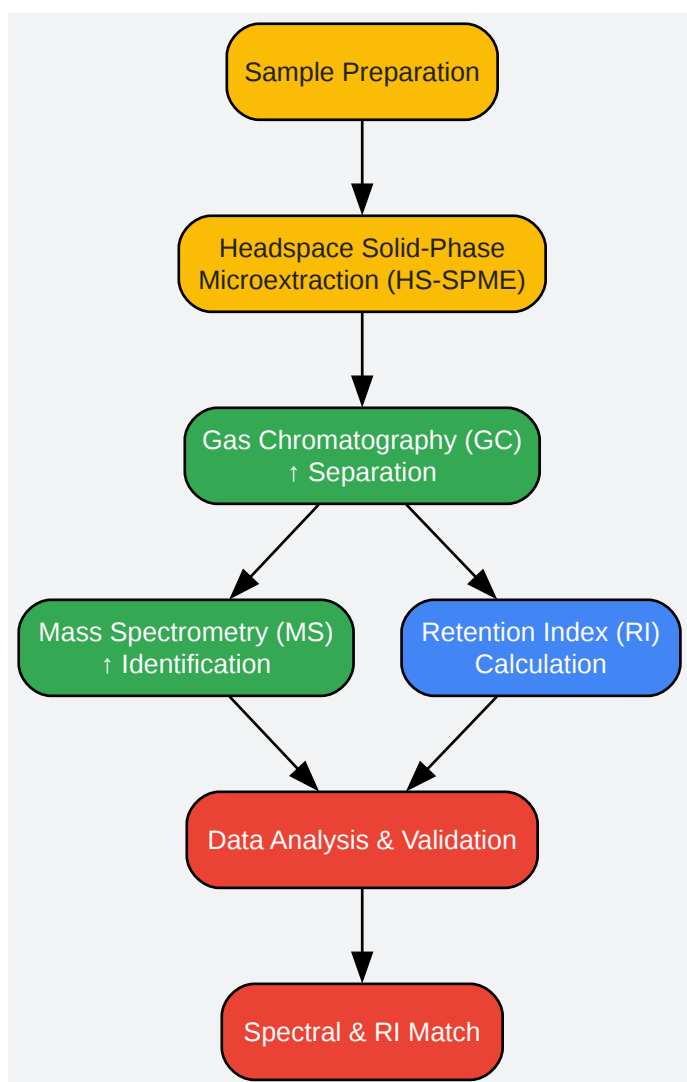 Sample Preparation
Headspace Solid-Phase
Microextraction (HS-SPME)
Gas Chromatography (GC)
↑ Separation
Mass Spectrometry (MS)
↑ Identification
Retention Index (RI)
Calculation
Data Analysis & Validation
Spectral & RI Match